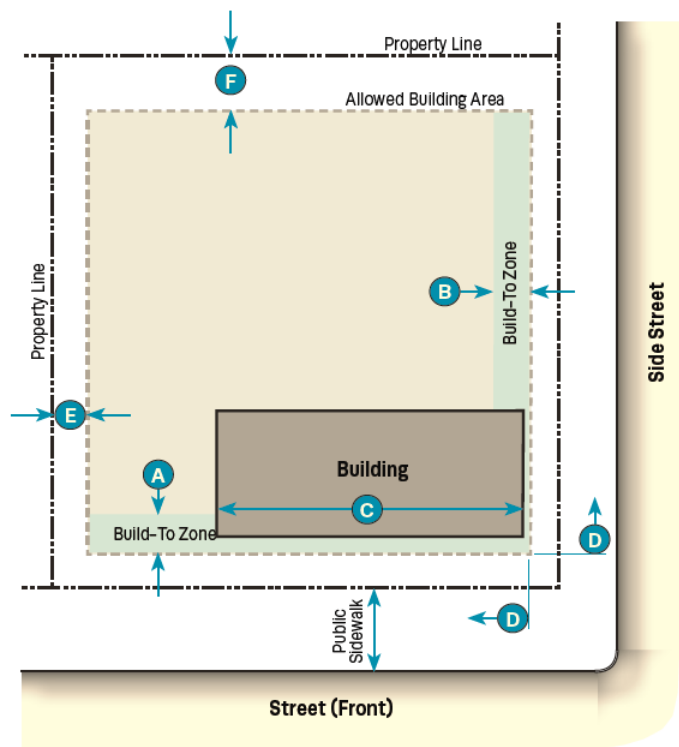 Property Line
F
Allowed Building Area
Property Line
B
Build-To Zone
Side Street
E
A
Building
C
Build-To Zone
D
Public
Sidewalk
D
Street (Front)